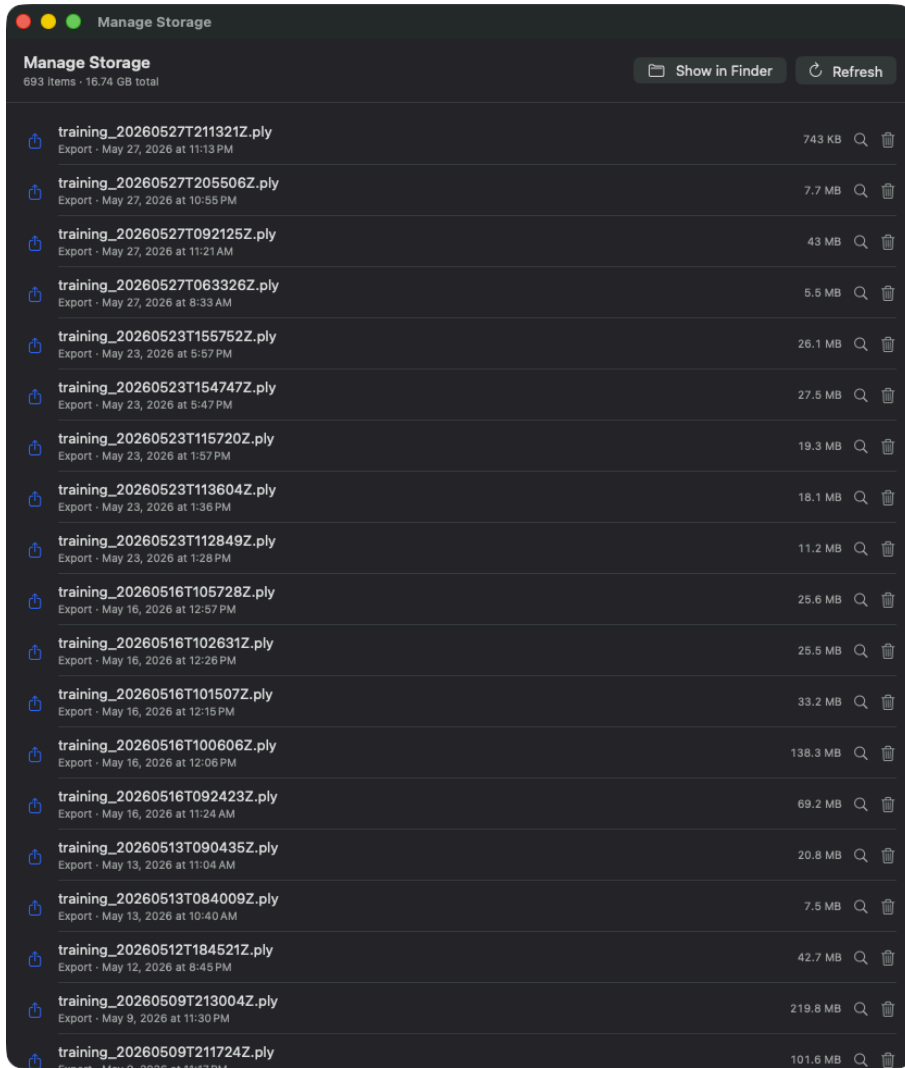 Manage Storage
Manage Storage
693 items · 16.74 GB total
Show in Finder
Refresh
training_20260527T211321Z.ply
Export · May 27, 2026 at 11:13 PM
743 KB
training_20260527T205506Z.ply
Export · May 27, 2026 at 10:55 PM
7.7 MB
training_20260527T092125Z.ply
Export · May 27, 2026 at 11:21 AM
43 MB
training_20260527T063326Z.ply
Export · May 27, 2026 at 8:33 AM
5.5 MB
training_20260523T155752Z.ply
Export · May 23, 2026 at 5:57 PM
26.1 MB
training_20260523T154747Z.ply
Export · May 23, 2026 at 5:47 PM
27.5 MB
training_20260523T115720Z.ply
Export · May 23, 2026 at 1:57 PM
19.3 MB
training_20260523T113604Z.ply
Export · May 23, 2026 at 1:36 PM
18.1 MB
training_20260523T112849Z.ply
Export · May 23, 2026 at 1:28 PM
11.2 MB
training_20260516T105728Z.ply
Export · May 16, 2026 at 12:57 PM
25.6 MB
training_20260516T102631Z.ply
Export · May 16, 2026 at 12:26 PM
25.5 MB
training_20260516T101507Z.ply
Export · May 16, 2026 at 12:15 PM
33.2 MB
training_20260516T100606Z.ply
Export · May 16, 2026 at 12:06 PM
138.3 MB
training_20260516T092423Z.ply
Export · May 16, 2026 at 11:24 AM
69.2 MB
training_20260513T090435Z.ply
Export · May 13, 2026 at 11:04 AM
20.8 MB
training_20260513T084009Z.ply
Export · May 13, 2026 at 10:40 AM
7.5 MB
training_20260512T184521Z.ply
Export · May 12, 2026 at 8:45 PM
42.7 MB
training_20260509T213004Z.ply
Export · May 9, 2026 at 11:30 PM
219.8 MB
training_20260509T211724Z.ply
101.6 MB